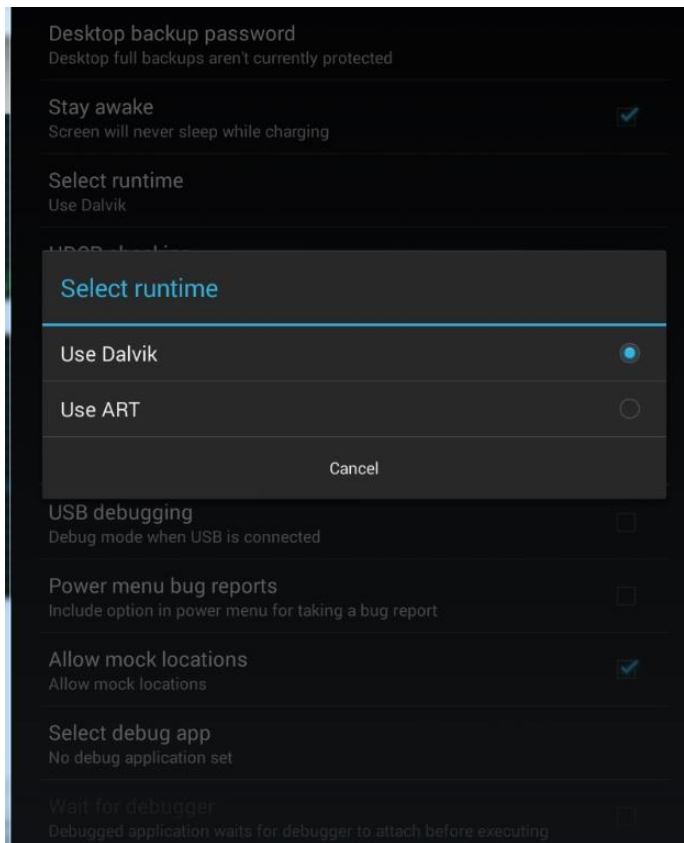 Desktop backup password
Desktop full backups aren't currently protected
Stay awake
Screen will never sleep while charging
Select runtime
Use Dalvik
HDCP checking
Select runtime
Use Dalvik
Use ART
Cancel
USB debugging
Debug mode when USB is connected
Power menu bug reports
Include option in power menu for taking a bug report
Allow mock locations
Allow mock locations
Select debug app
No debug application set
Wait for debugger
Debugged application waits for debugger to attach before executing